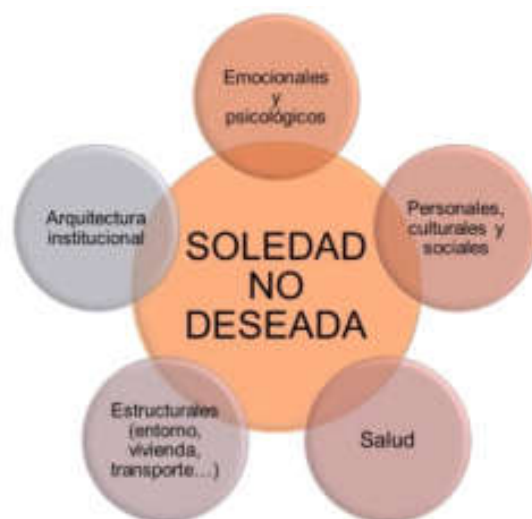 Emocionales
y
psicológicos
Personales,
culturales y
sociales
Salud
Estructurales
(entorno,
vivienda,
transporte…)
Arquitectura
institucional
SOLEDAD
NO
DESEADA